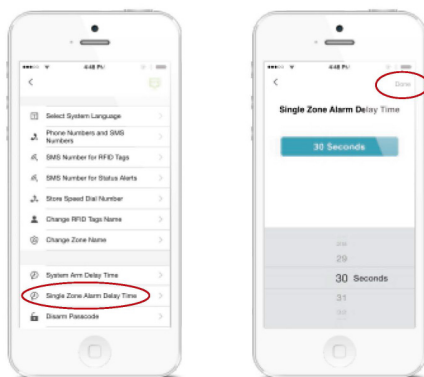 4:48 PM
Select System Language
Phone Numbers and SMS
Numbers
SMS Number for RFID Tags
SMS Number for Status Alerts
Store Speed Dial Number
Change RFID Tags Name
Change Zone Name
System Arm Delay Time
Single Zone Alarm Delay Time
Disarm Passcode
4:48 PM
Done
Single Zone Alarm Delay Time
30 Seconds
29
30 Seconds
31